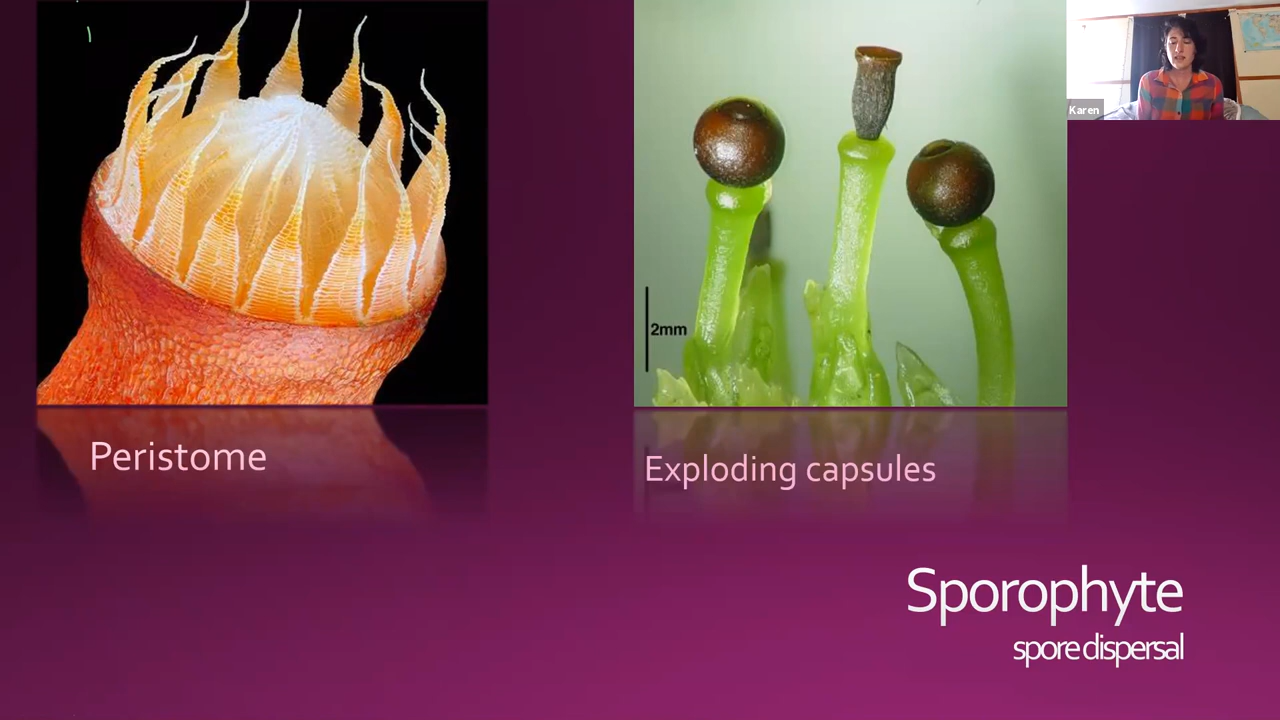 Karen
2mm
Peristome
Exploding capsules
Sporophyte
spore dispersal